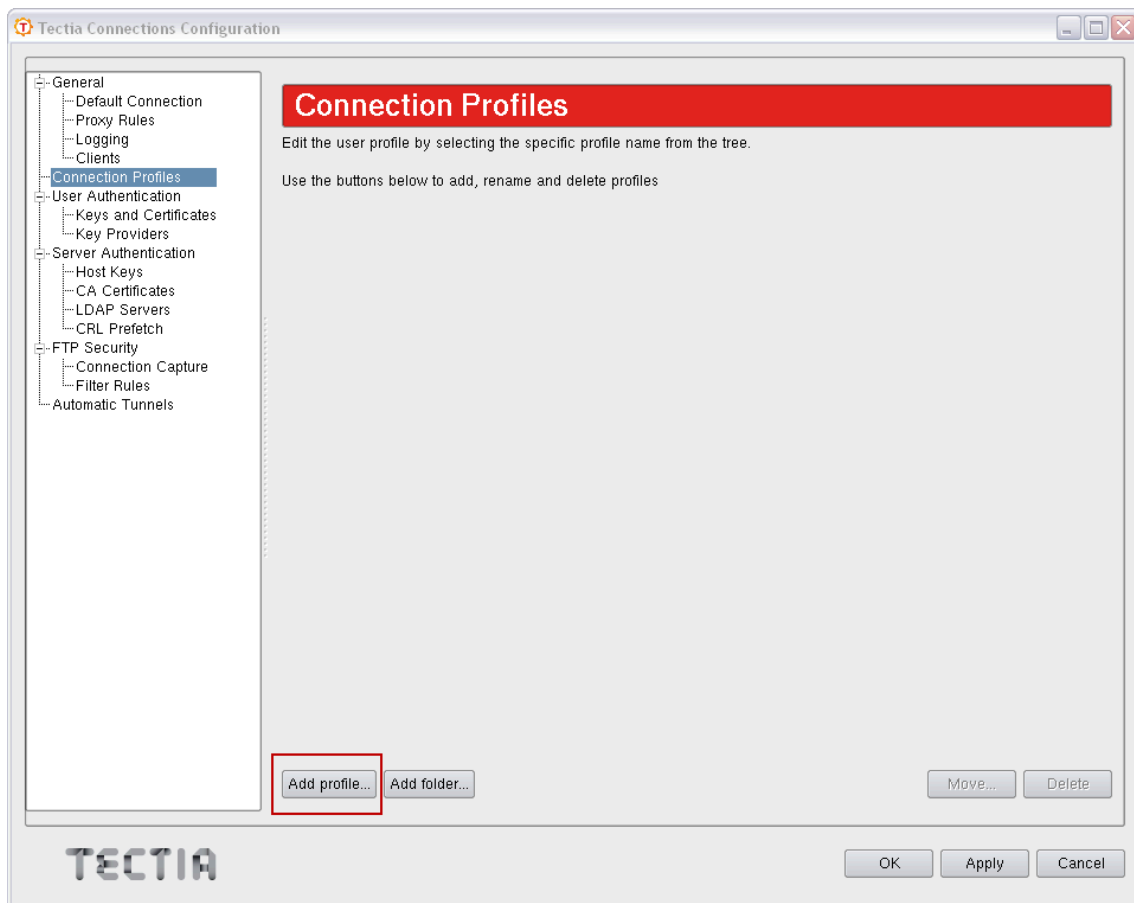 Tectia Connections Configuration
General
Default Connection
Proxy Rules
Logging
Clients
Connection Profiles
User Authentication
Keys and Certificates
Key Providers
Server Authentication
Host Keys
CA Certificates
LDAP Servers
CRL Prefetch
FTP Security
Connection Capture
Filter Rules
Automatic Tunnels
Connection Profiles
Edit the user profile by selecting the specific profile name from the tree.
Use the buttons below to add, rename and delete profiles
Add profile... Add folder... Move... Delete
TECTIA
OK Apply Cancel